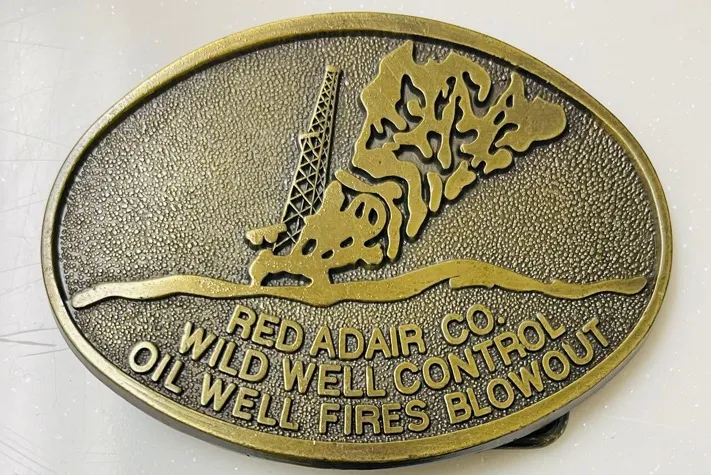 RED ADAIR CO.
WILD WELL CONTROL
OIL WELL FIRES BLOWOUT